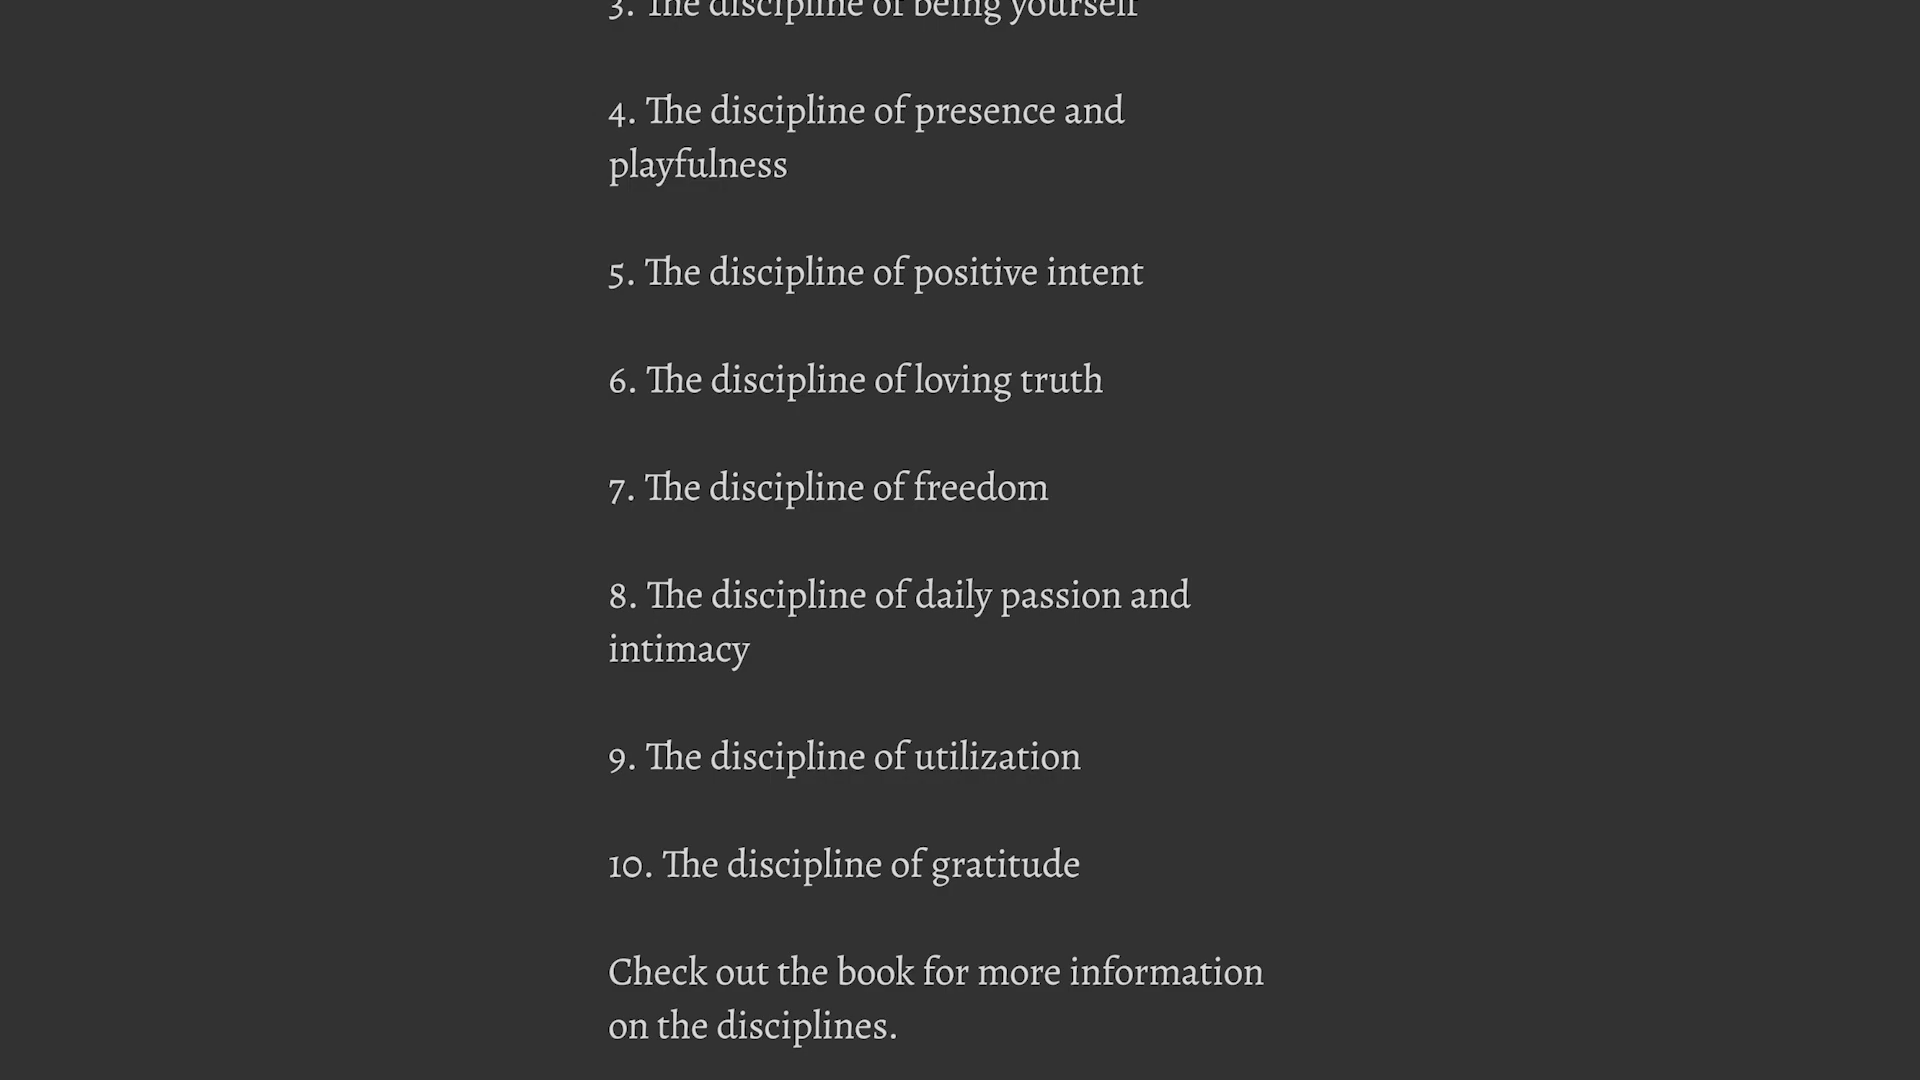 3. The discipline of being yourself
4. The discipline of presence and
playfulness
5. The discipline of positive intent
6. The discipline of loving truth
7. The discipline of freedom
8. The discipline of daily passion and
intimacy
9. The discipline of utilization
10. The discipline of gratitude
Check out the book for more information
on the disciplines.